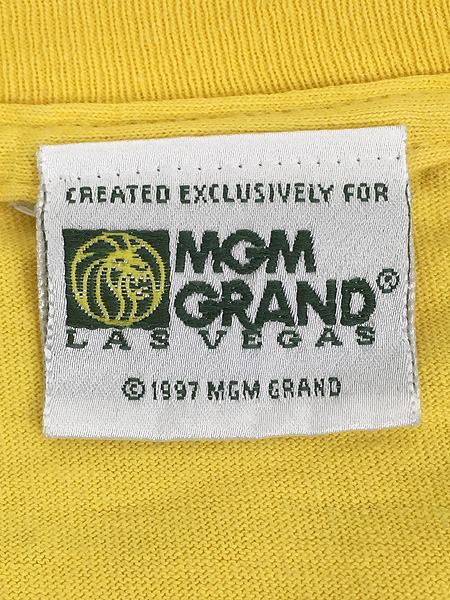 CREATED EXCLUSIVELY FOR
MGM
GRAND®
LAS VEGAS
©1997 MGM GRAND